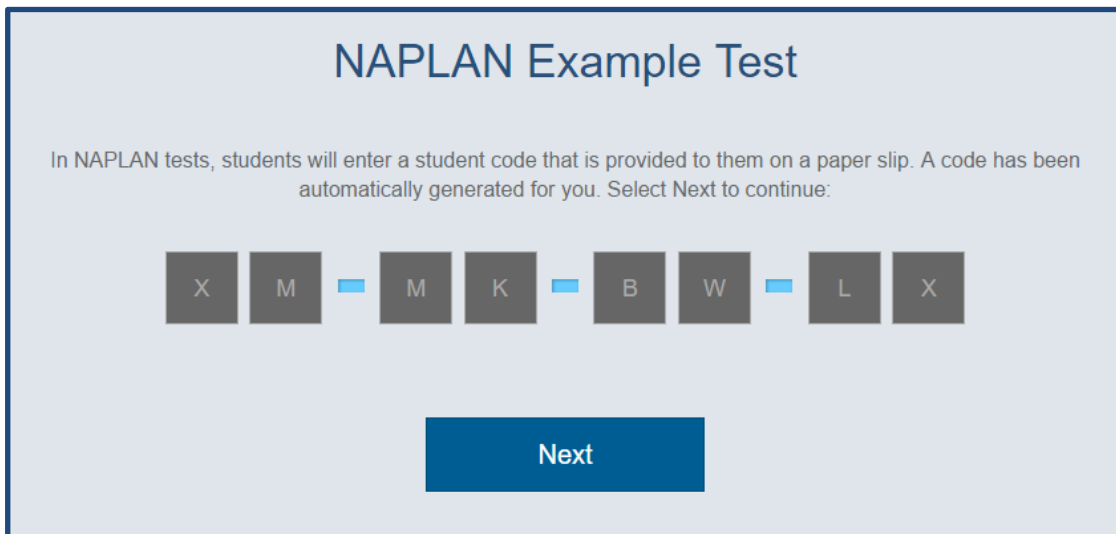 NAPLAN Example Test
In NAPLAN tests, students will enter a student code that is provided to them on a paper slip. A code has been
automatically generated for you. Select Next to continue:
X M - M K - B W - L X
Next